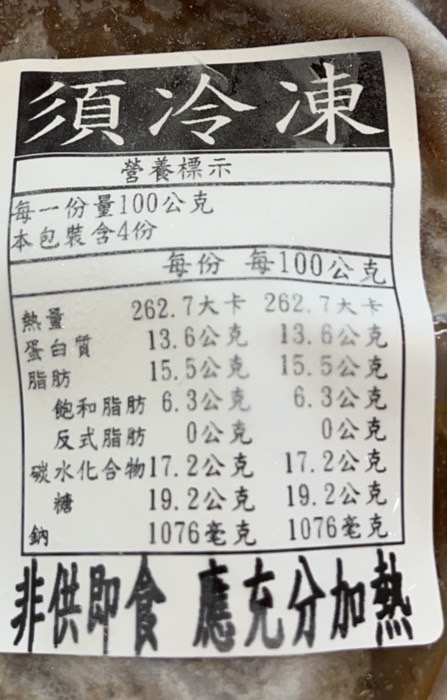 須冷凍
營養標示
每一份量100公克
本包裝含4份
每份 每100公克
熱量 262.7大卡 262.7大卡
蛋白質 13.6公克 13.6公克
脂肪 15.5公克 15.5公克
飽和脂肪 6.3公克 6.3公克
反式脂肪 0公克 0公克
碳水化合物 17.2公克 17.2公克
糖 19.2公克 19.2公克
鈉 1076毫克 1076毫克
非供即食 應充分加熱